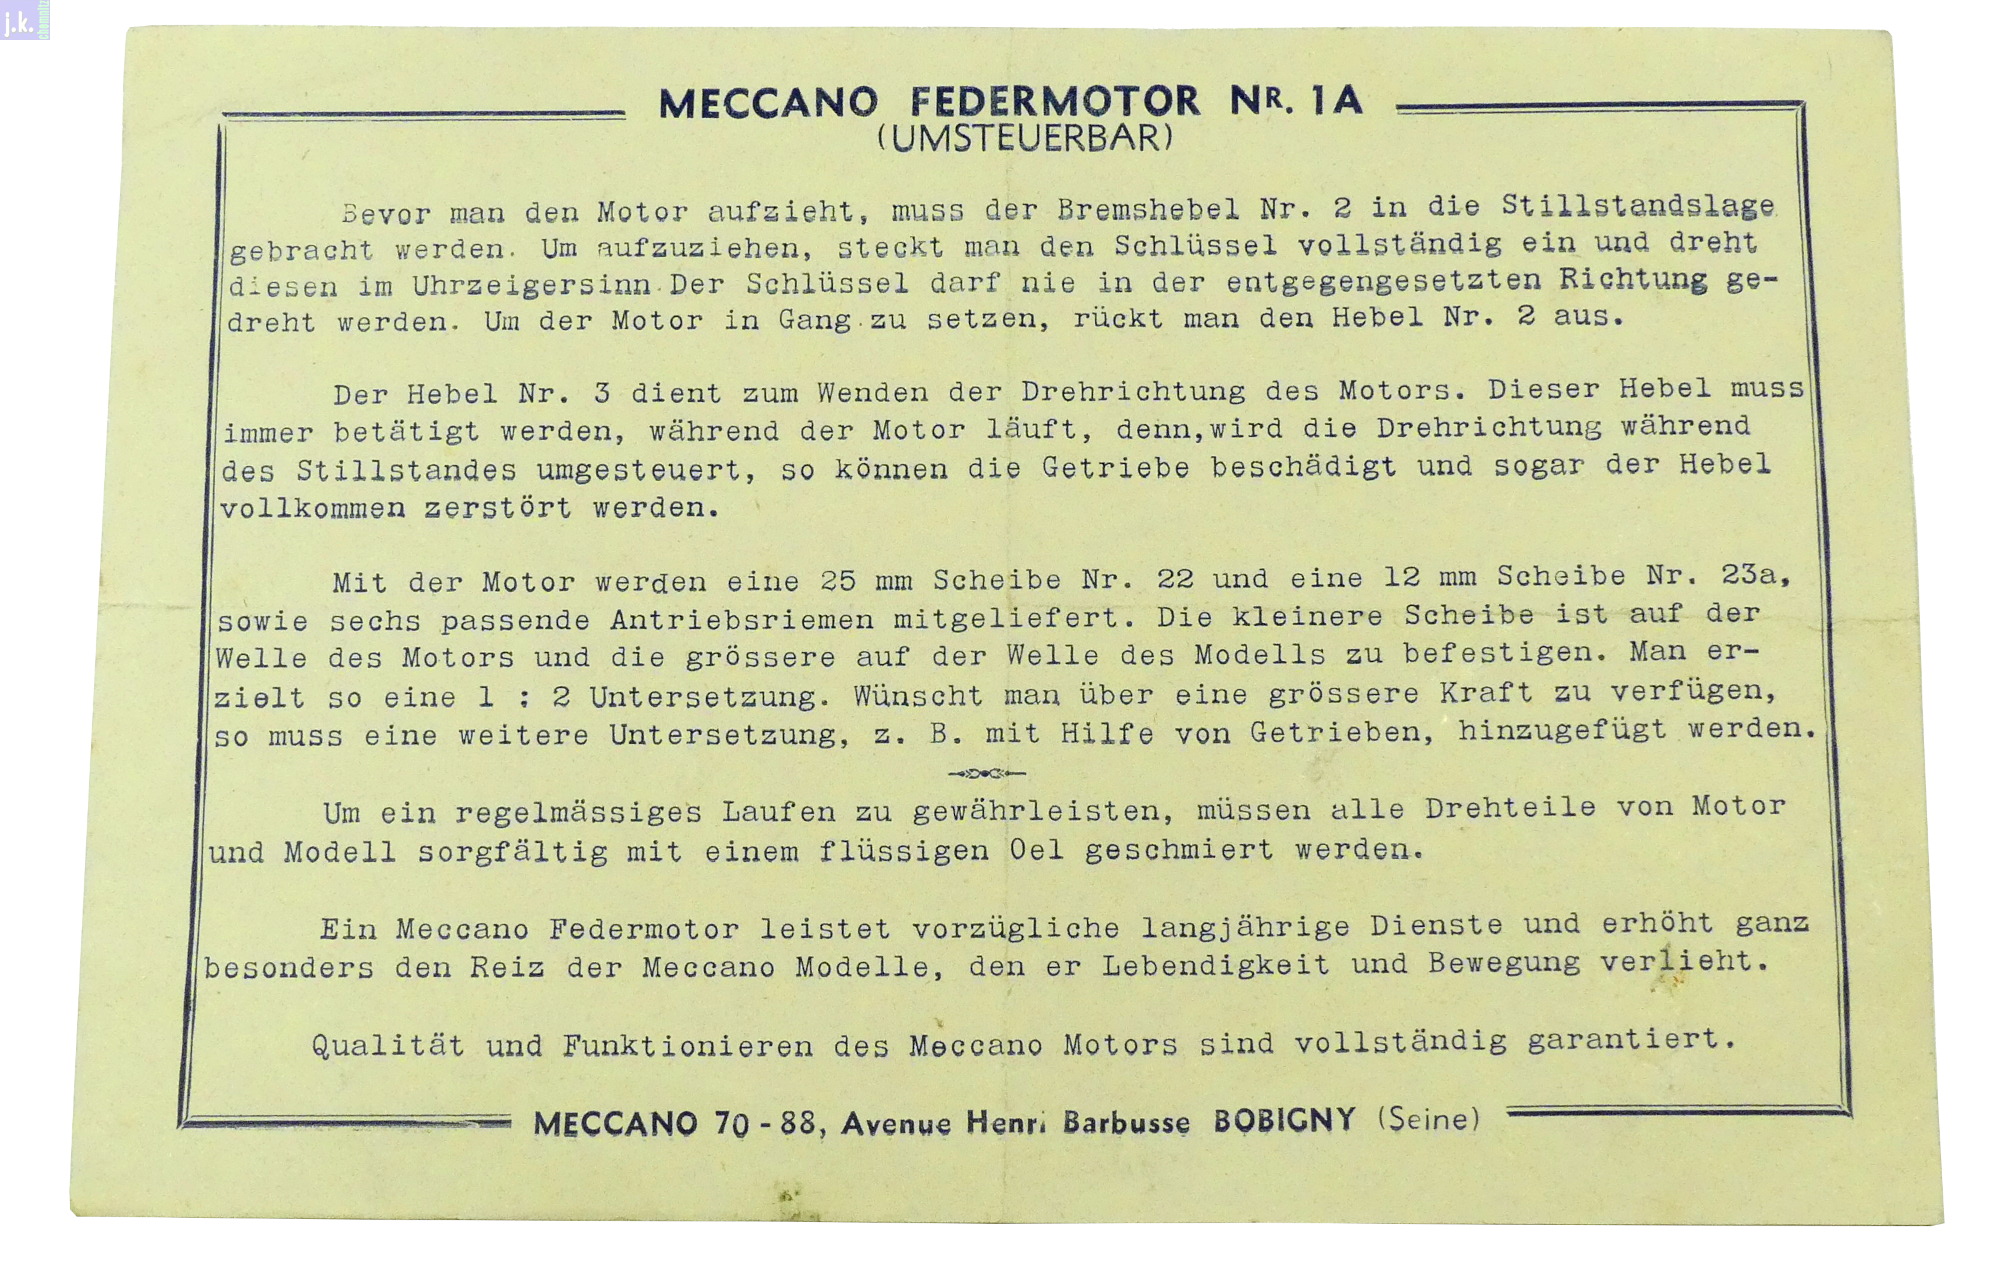 j.k.
chemnitz
MECCANO FEDERMOTOR NR. 1A
(UMSTEUERBAR)
Bevor man den Motor aufzieht, muss der Bremshebel Nr. 2 in die Stillstandslage
gebracht werden. Um aufzuziehen, steckt man den Schlüssel vollständig ein und dreht
diesen im Uhrzeigersinn.Der Schlüssel darf nie in der entgegengesetzten Richtung ge-
dreht werden. Um der Motor in Gang zu setzen, rückt man den Hebel Nr. 2 aus.
Der Hebel Nr. 3 dient zum Wenden der Drehrichtung des Motors. Dieser Hebel muss
immer betätigt werden, während der Motor läuft, denn,wird die Drehrichtung während
des Stillstandes umgesteuert, so können die Getriebe beschädigt und sogar der Hebel
vollkommen zerstört werden.
Mit der Motor werden eine 25 mm Scheibe Nr. 22 und eine 12 mm Scheibe Nr. 23a,
sowie sechs passende Antriebsriemen mitgeliefert. Die kleinere Scheibe ist auf der
Welle des Motors und die grössere auf der Welle des Modells zu befestigen. Man er-
zielt so eine 1 : 2 Untersetzung. Wünscht man über eine grössere Kraft zu verfügen,
so muss eine weitere Untersetzung, z. B. mit Hilfe von Getrieben, hinzugefügt werden.
Um ein regelmässiges Laufen zu gewährleisten, müssen alle Drehteile von Motor
und Modell sorgfältig mit einem flüssigen Oel geschmiert werden.
Ein Meccano Federmotor leistet vorzügliche langjährige Dienste und erhöht ganz
besonders den Reiz der Meccano Modelle, den er Lebendigkeit und Bewegung verlieht.
Qualität und Funktionieren des Meccano Motors sind vollständig garantiert.
MECCANO 70 - 88, Avenue Henri Barbusse BOBIGNY (Seine)